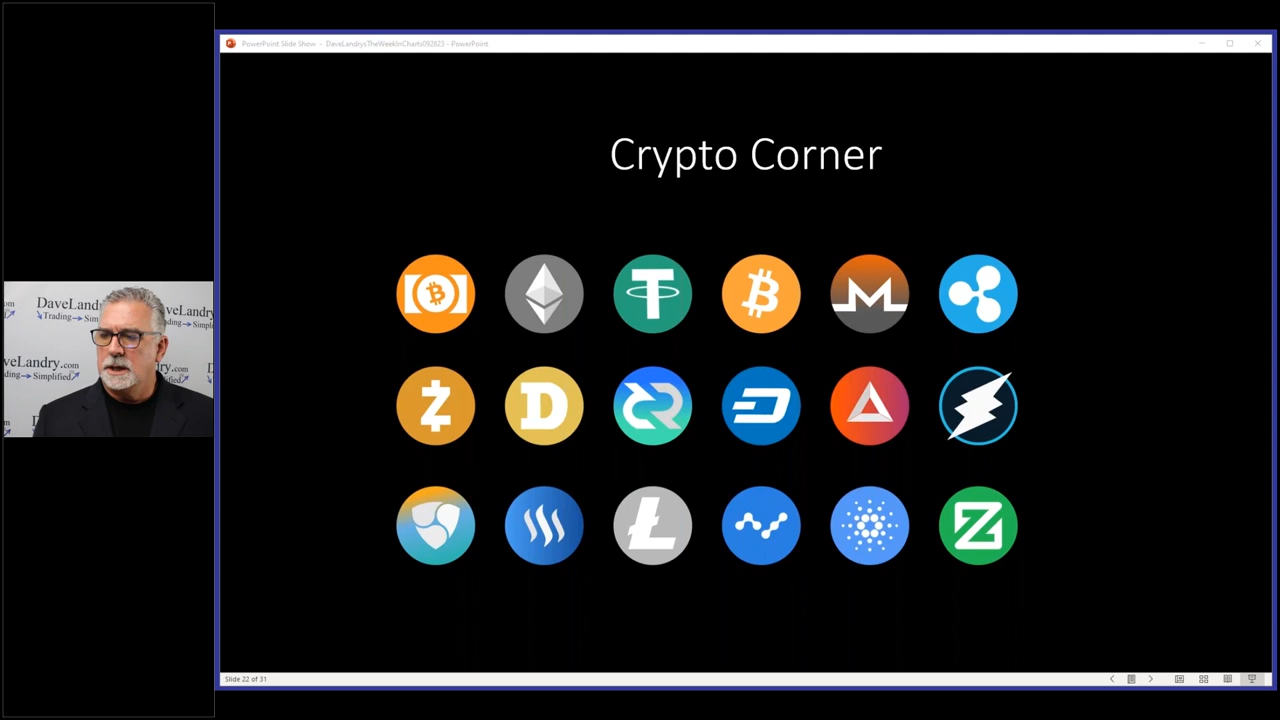 PowerPoint Slide Show - DaveLandrysTheWeekInCharts092823 - PowerPoint
Crypto Corner
DaveLandry.com
Trading Simplified
Slide 22 of 31